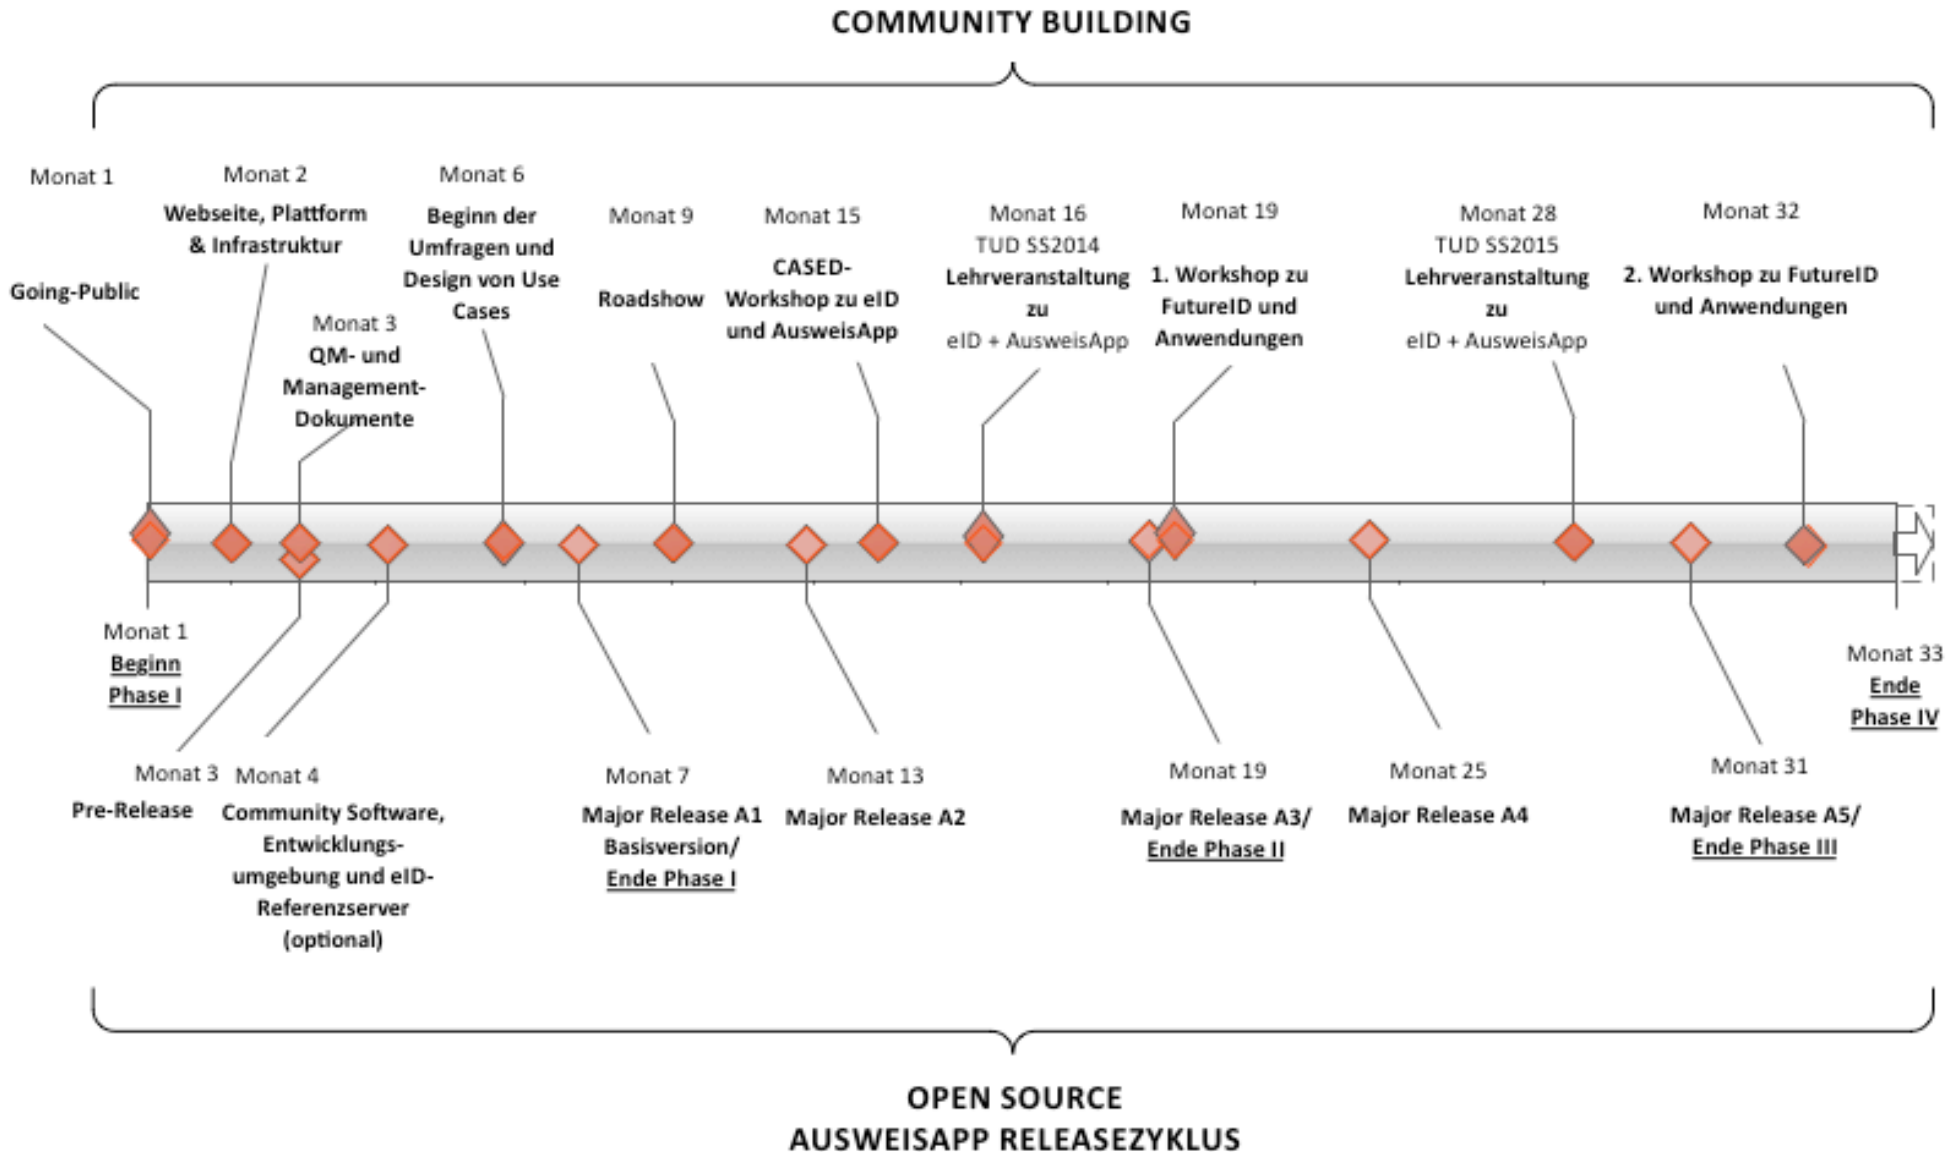 COMMUNITY BUILDING
Monat 1
Going-Public
Monat 2
Webseite, Plattform
& Infrastruktur
Monat 3
QM- und
Management-
Dokumente
Monat 6
Beginn der
Umfragen und
Design von Use
Cases
Monat 9
Roadshow
Monat 15
CASED-
Workshop zu eID
und AusweisApp
Monat 16
TUD SS2014
Lehrveranstaltung
zu
eID + AusweisApp
Monat 19
1. Workshop zu
FutureID und
Anwendungen
Monat 28
TUD SS2015
Lehrveranstaltung
zu
eID + AusweisApp
Monat 32
2. Workshop zu FutureID
und Anwendungen
Monat 1
Beginn
Phase I
Monat 3
Pre-Release
Monat 4
Community Software,
Entwicklungs-
umgebung und eID-
Referenzserver
(optional)
Monat 7
Major Release A1
Basisversion/
Ende Phase I
Monat 13
Major Release A2
Monat 19
Major Release A3/
Ende Phase II
Monat 25
Major Release A4
Monat 31
Major Release A5/
Ende Phase III
Monat 33
Ende
Phase IV
OPEN SOURCE
AUSWEISAPP RELEASEZYKLUS